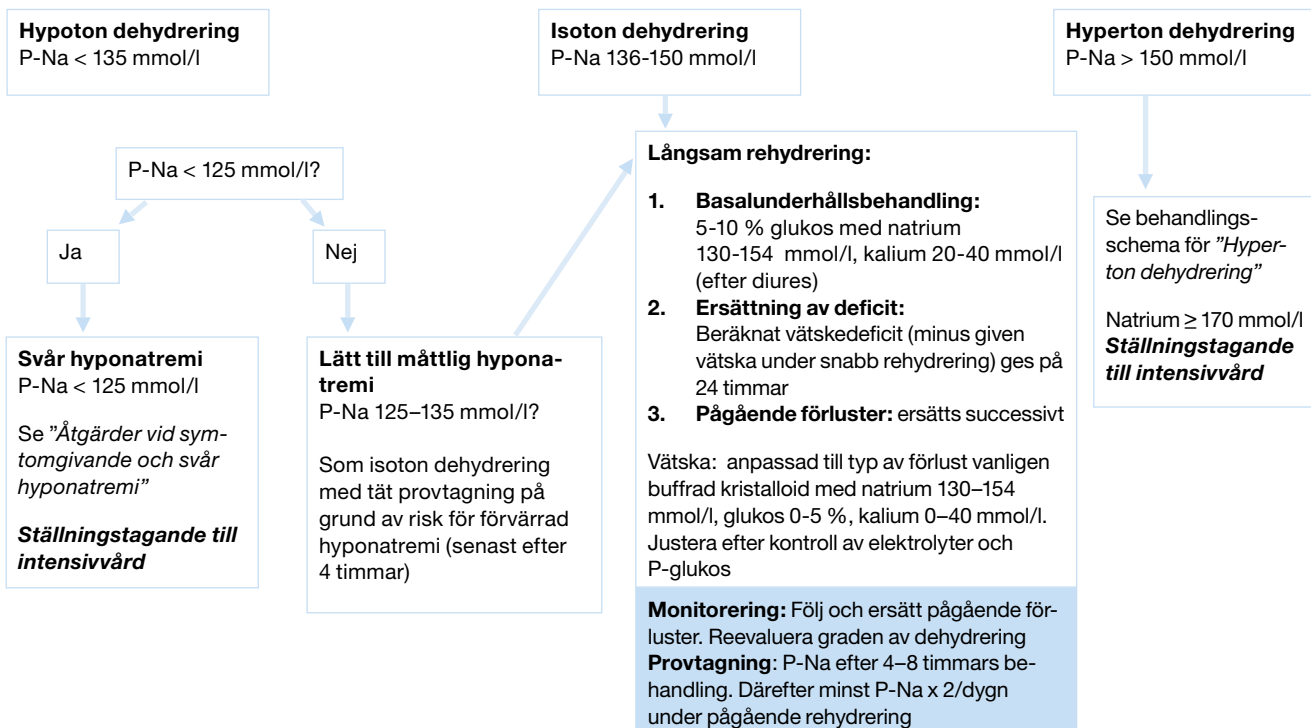 Hypoton dehydrering
P-Na < 135 mmol/l
Isoton dehydrering
P-Na 136-150 mmol/l
Hyperton dehydrering
P-Na > 150 mmol/l
P-Na < 125 mmol/l?
Ja
Nej
Svår hyponatremi
P-Na < 125 mmol/l
Se "Åtgärder vid sym-
tomgivande och svår
hyponatremi"
Ställningstagande till
intensivvård
Lätt till måttlig hypona-
tremi
P-Na 125–135 mmol/l?
Som isoton dehydrering
med tät provtagning på
grund av risk för förvärrad
hyponatremi (senast efter
4 timmar)
Långsam rehydrering:
1. Basalunderhållsbehandling:
5-10 % glukos med natrium
130-154 mmol/l, kalium 20-40 mmol/l
(efter diures)
2. Ersättning av deficit:
Beräknat vätskedeficit (minus given
vätska under snabb rehydrering) ges på
24 timmar
3. Pågående förluster: ersätts successivt
Vätska: anpassad till typ av förlust vanligen
buffrad kristalloid med natrium 130–154
mmol/l, glukos 0-5 %, kalium 0–40 mmol/l.
Justera efter kontroll av elektrolyter och
P-glukos
Monitorering: Följ och ersätt pågående för-
luster. Reevaluera graden av dehydrering
Provtagning: P-Na efter 4–8 timmars be-
handling. Därefter minst P-Na x 2/dygn
under pågående rehydrering
Se behandlings-
schema för "Hyper-
ton dehydrering"
Natrium ≥ 170 mmol/l
Ställningstagande
till intensivvård